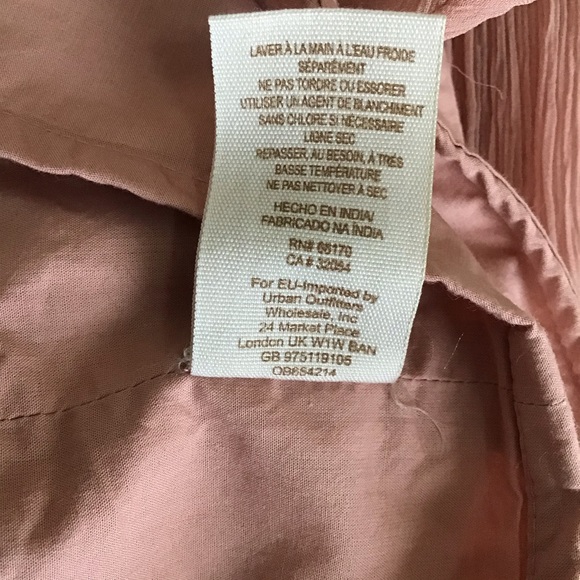 LAVER À LA MAIN À L'EAU FROIDE
SÉPARÉMENT
NE PAS TORDRE OU ESSORER
UTILISER UN AGENT DE BLANCHIMENT
SANS CHLORE SI NÉCESSAIRE
LIGNE SEC
REPASSER, AU BESOIN, À TRÈS
BASSE TEMPÉRATURE
NE PAS NETTOYER À SEC
HECHO EN INDIA/
FABRICADO NA ÍNDIA
RN# 66170
CA # 32054
For EU-Imported by
Urban Outfitters
Wholesale, Inc
24 Market Place
London UK W1W BAN
GB 975119105
OB654214